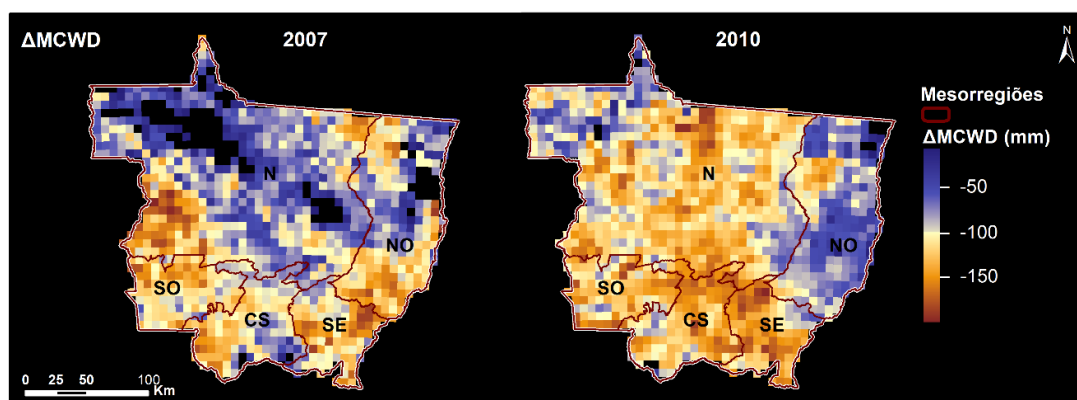 ΔMCWD
2007
2010
N
Mesorregiões
ΔMCWD (mm)
-50
-100
-150
N
NO
SO
CS
SE
N
NO
SO
CS
SE
0 25 50 100
Km